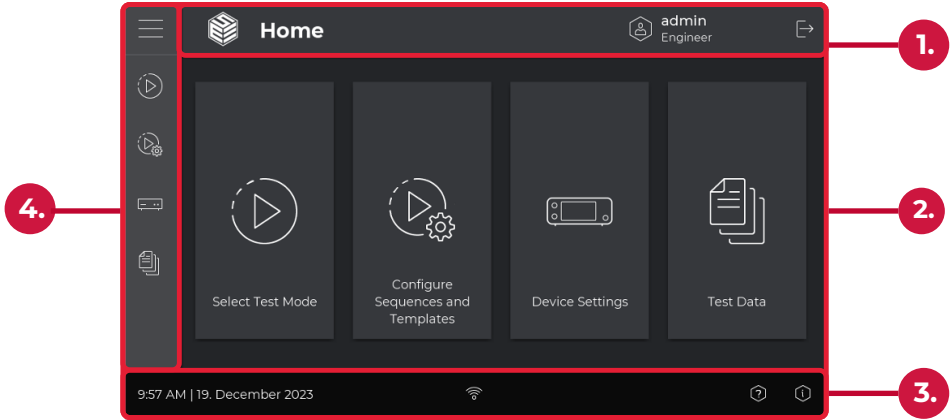 Home
admin
Engineer
1.
Select Test Mode
Configure
Sequences and
Templates
Device Settings
Test Data
4.
2.
9:57 AM | 19. December 2023
3.